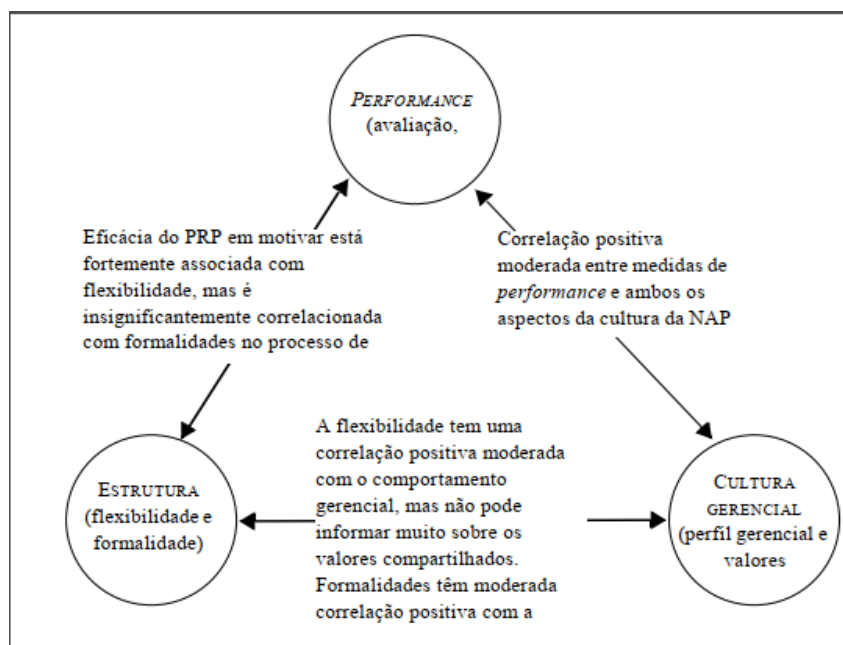 PERFORMANCE
(avaliação,
Eficácia do PRP em motivar está
fortemente associada com
flexibilidade, mas é
insignificantemente correlacionada
com formalidades no processo de
Correlação positiva
moderada entre medidas de
performance e ambos os
aspectos da cultura da NAP
A flexibilidade tem uma
correlação positiva moderada
com o comportamento
gerencial, mas não pode
informar muito sobre os
valores compartilhados.
Formalidades têm moderada
correlação positiva com a
ESTRUTURA
(flexibilidade e
formalidade)
CULTURA
GERENCIAL
(perfil gerencial e
valores